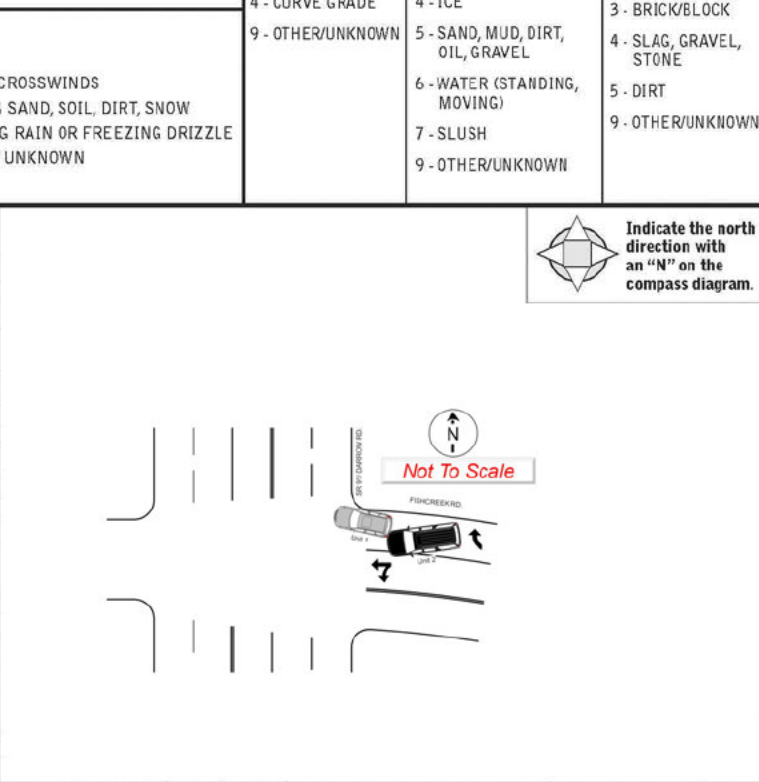 CROSSWINDS
SAND, SOIL, DIRT, SNOW
RAIN OR FREEZING DRIZZLE
UNKNOWN
4 - CURVE GRADE
9 - OTHER/UNKNOWN
4 - ICE
5 - SAND, MUD, DIRT,
OIL, GRAVEL
6 - WATER (STANDING,
MOVING)
7 - SLUSH
9 - OTHER/UNKNOWN
3 - BRICK/BLOCK
4 - SLAG, GRAVEL,
STONE
5 - DIRT
9 - OTHER/UNKNOWN
Indicate the north
direction with
an “N” on the
compass diagram.
N
Not To Scale
SR 91/ DARROW RD.
FISHCREEK RD.
Unit 1
Unit 2